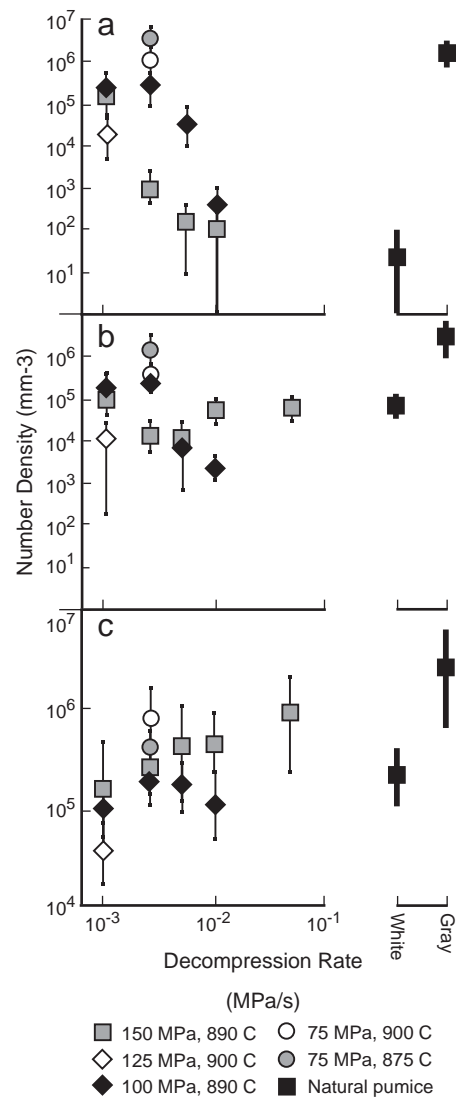 a
10^7
10^6
10^5
10^3
10^2
10^1
b
10^6
10^5
10^4
10^3
10^2
10^1
Number Density (mm-3)
c
10^7
10^6
10^5
10^4
10^-3
10^-2
10^-1
White
Gray
Decompression Rate
(MPa/s)
150 MPa, 890 C
75 MPa, 900 C
125 MPa, 900 C
75 MPa, 875 C
100 MPa, 890 C
Natural pumice